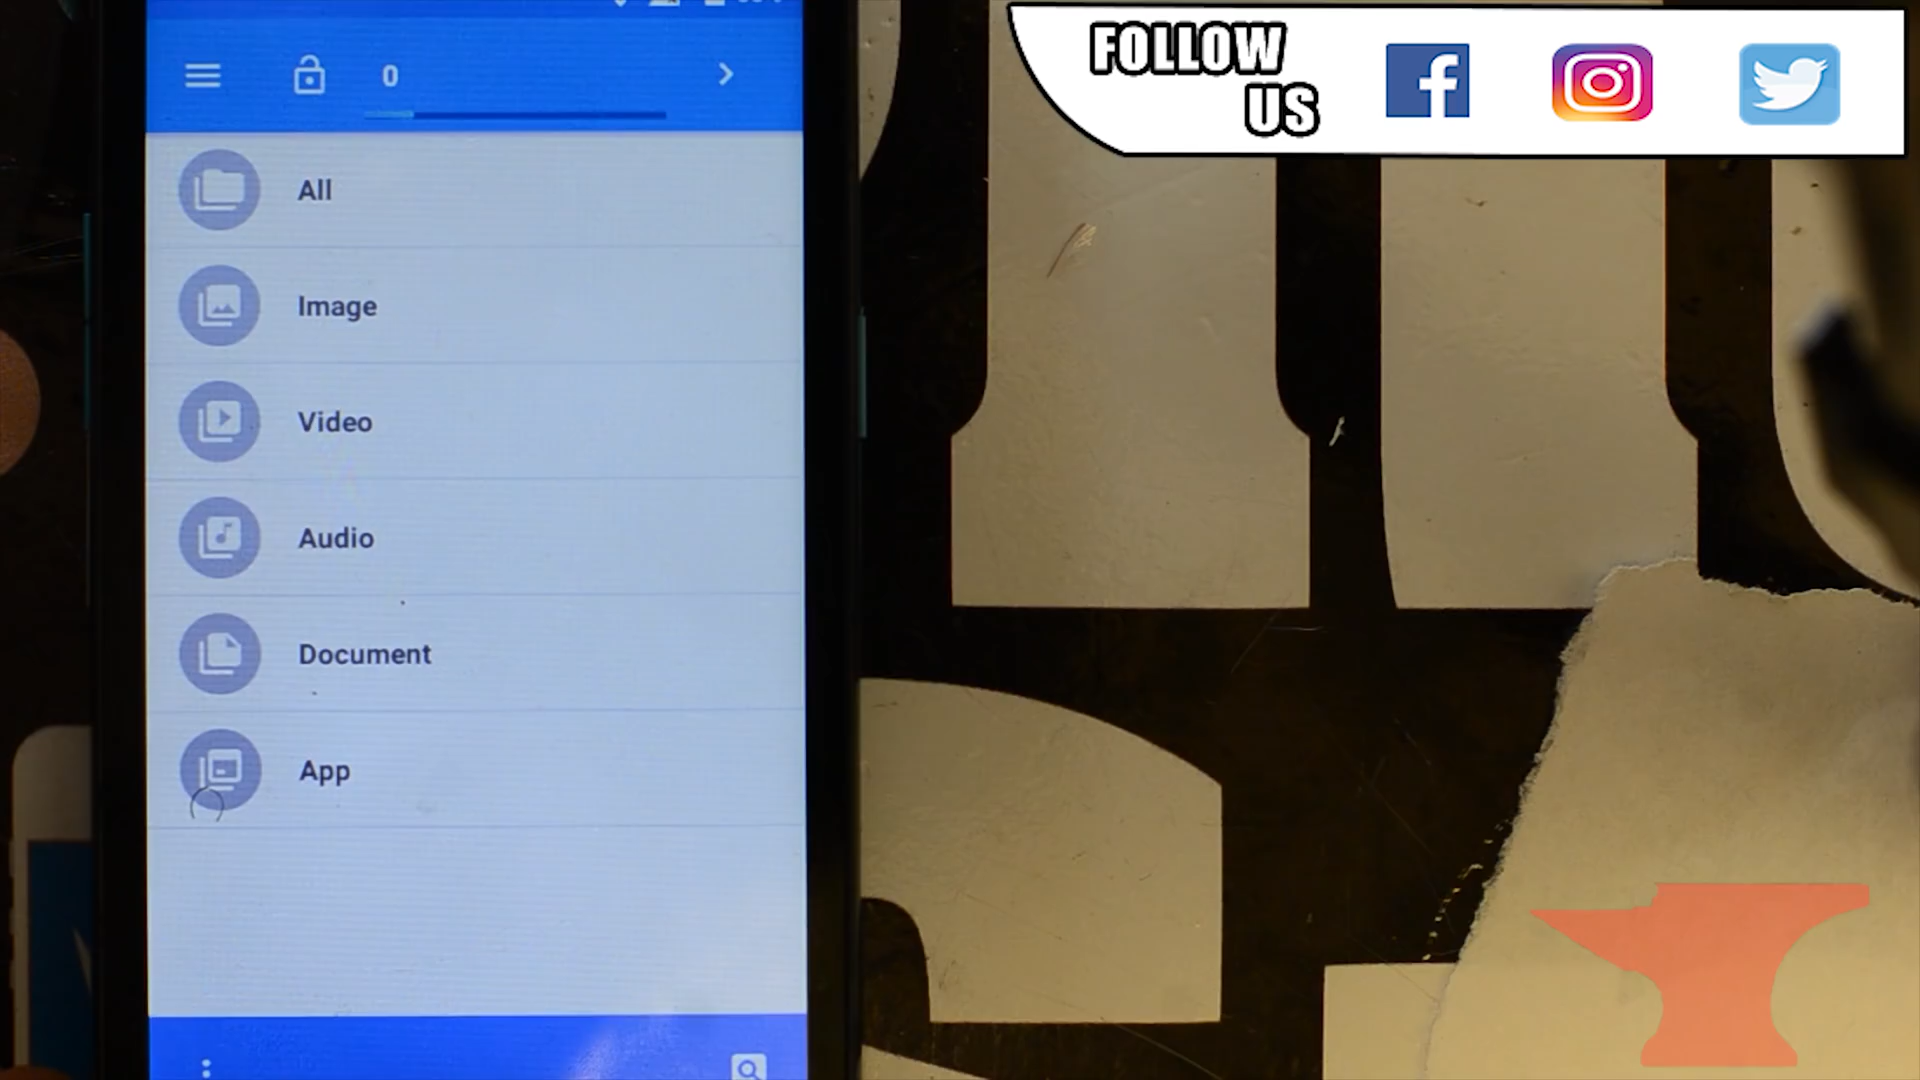 0
All
Image
Video
Audio
Document
App
FOLLOW
US